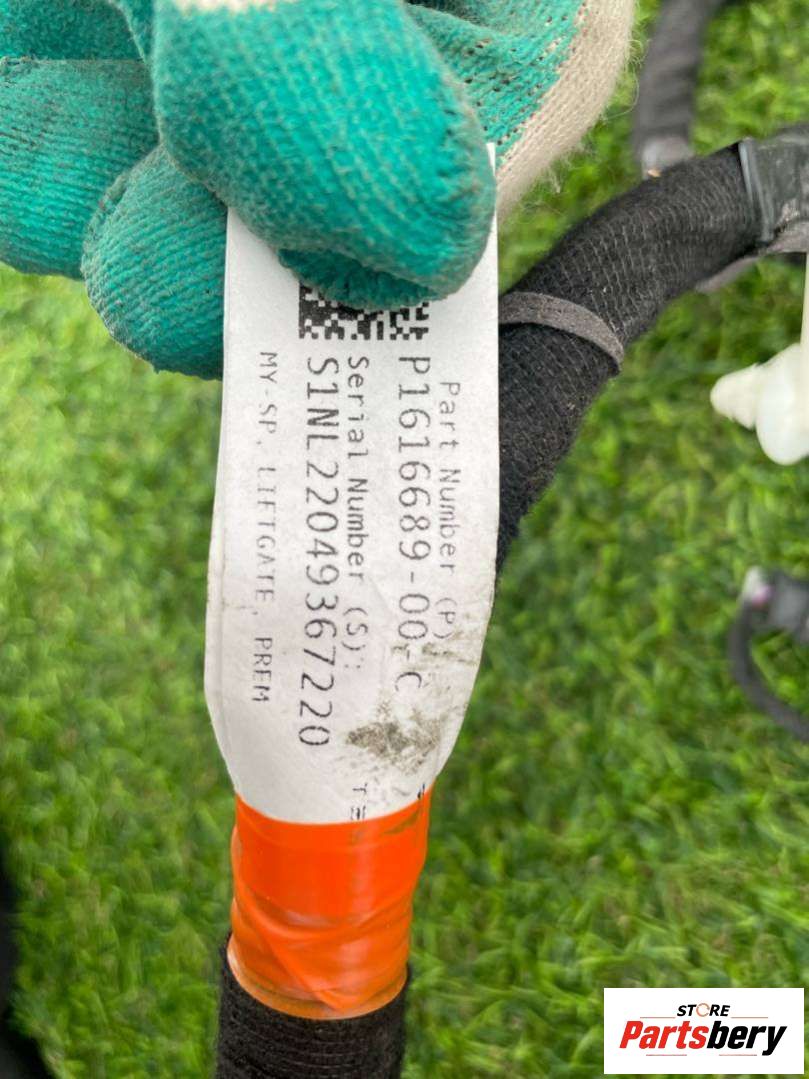 Part Number (P)
P1616689-00-C
Serial Number (S):
S1NL22049367220
MY-SP, LIFTGATE, PREM
STORE
Partsbery